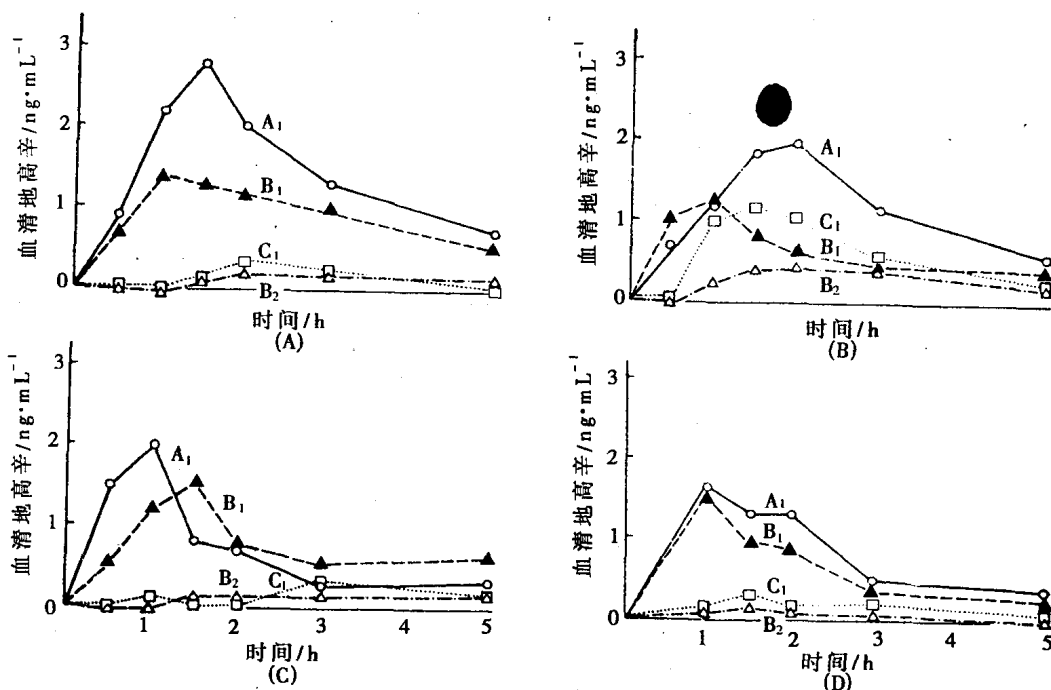 血清地高辛/ng·mL⁻¹
3
2
1
0
A₁
B₁
C₁
B₂
时间/h
(A)
血清地高辛/ng·mL⁻¹
3
2
1
0
A₁
C₁
B₁
B₂
时间/h
(B)
血清地高辛/ng·mL⁻¹
3
2
1
0
A₁
B₁
B₂ C₁
1 2 3 4 5
时间/h
(C)
血清地高辛/ng·mL⁻¹
3
2
1
0
A₁
B₁
C₁
B₂
1 2 3 4 5
时间/h
(D)